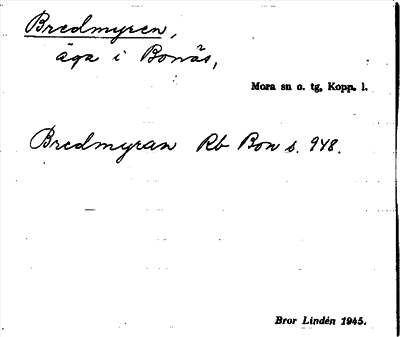 Bredmyren,
äga i Bonäs,
Mora sn o. tg, Kopp. l.
Bredmyran Rb Bon s. 948.
Bror Lindén 1945.